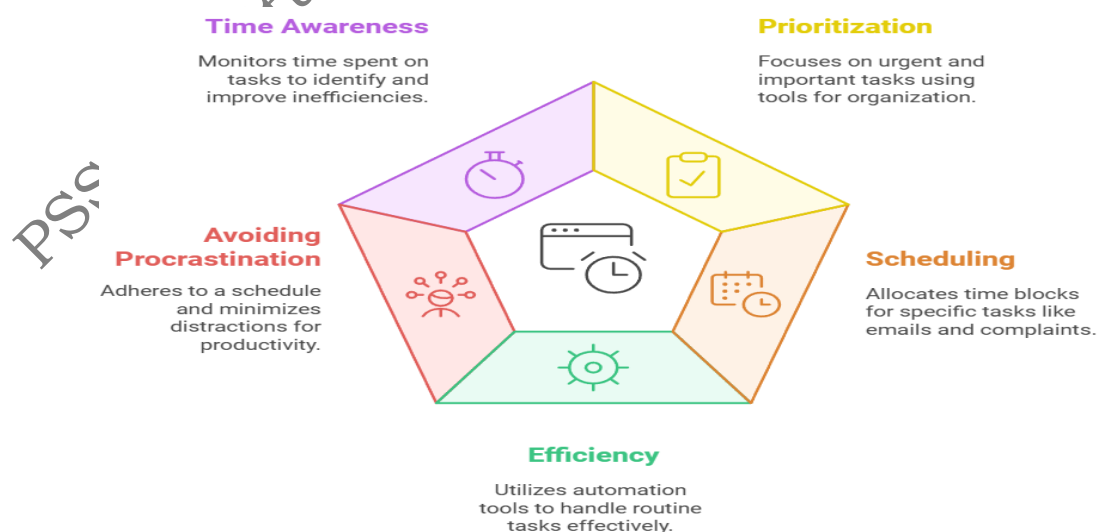 Time Awareness
Monitors time spent on
tasks to identify and
improve inefficiencies.
Prioritization
Focuses on urgent and
important tasks using
tools for organization.
PSS
Avoiding
Procrastination
Adheres to a schedule
and minimizes
distractions for
productivity.
Scheduling
Allocates time blocks
for specific tasks like
emails and complaints.
Efficiency
Utilizes automation
tools to handle routine
tasks effectively.